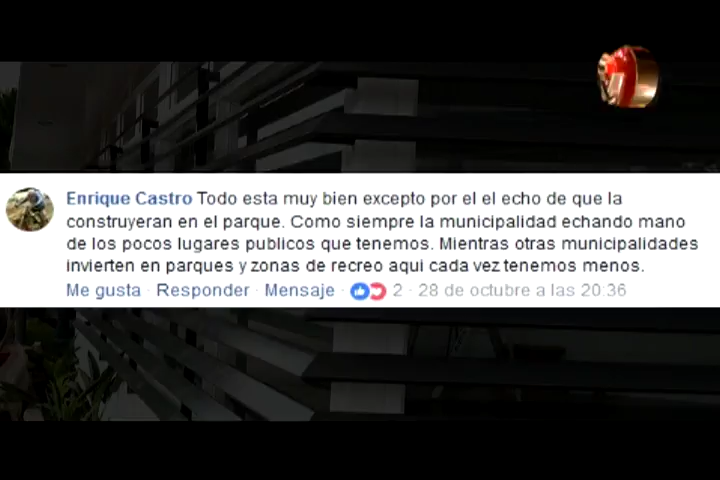 Enrique Castro Todo esta muy bien excepto por el el echo de que la
construyeran en el parque. Como siempre la municipalidad echando mano
de los pocos lugares publicos que tenemos. Mientras otras municipalidades
invierten en parques y zonas de recreo aqui cada vez tenemos menos.
Me gusta · Responder · Mensaje · 2 · 28 de octubre a las 20:36